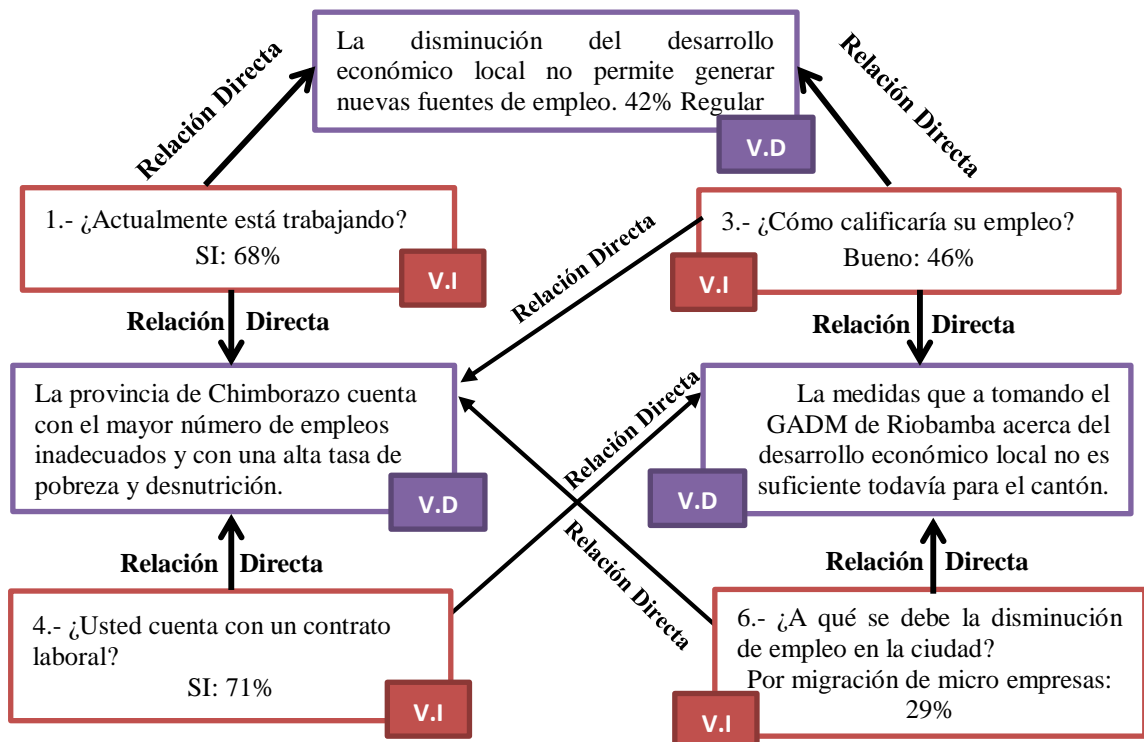 La disminución del desarrollo
económico local no permite generar
nuevas fuentes de empleo. 42% Regular
V.D
Relación Directa
Relación Directa
1.- ¿Actualmente está trabajando?
SI: 68%
V.I
3.- ¿Cómo calificaría su empleo?
Bueno: 46%
V.I
Relación Directa
Relación Directa
Relación Directa
La provincia de Chimborazo cuenta
con el mayor número de empleos
inadecuados y con una alta tasa de
pobreza y desnutrición.
V.D
Relación Directa
La medidas que a tomando el
GADM de Riobamba acerca del
desarrollo económico local no es
suficiente todavía para el cantón.
V.D
Relación Directa
Relación Directa
Relación Directa
4.- ¿Usted cuenta con un contrato
laboral?
SI: 71%
V.I
6.- ¿A qué se debe la disminución
de empleo en la ciudad?
Por migración de micro empresas:
29%
V.I